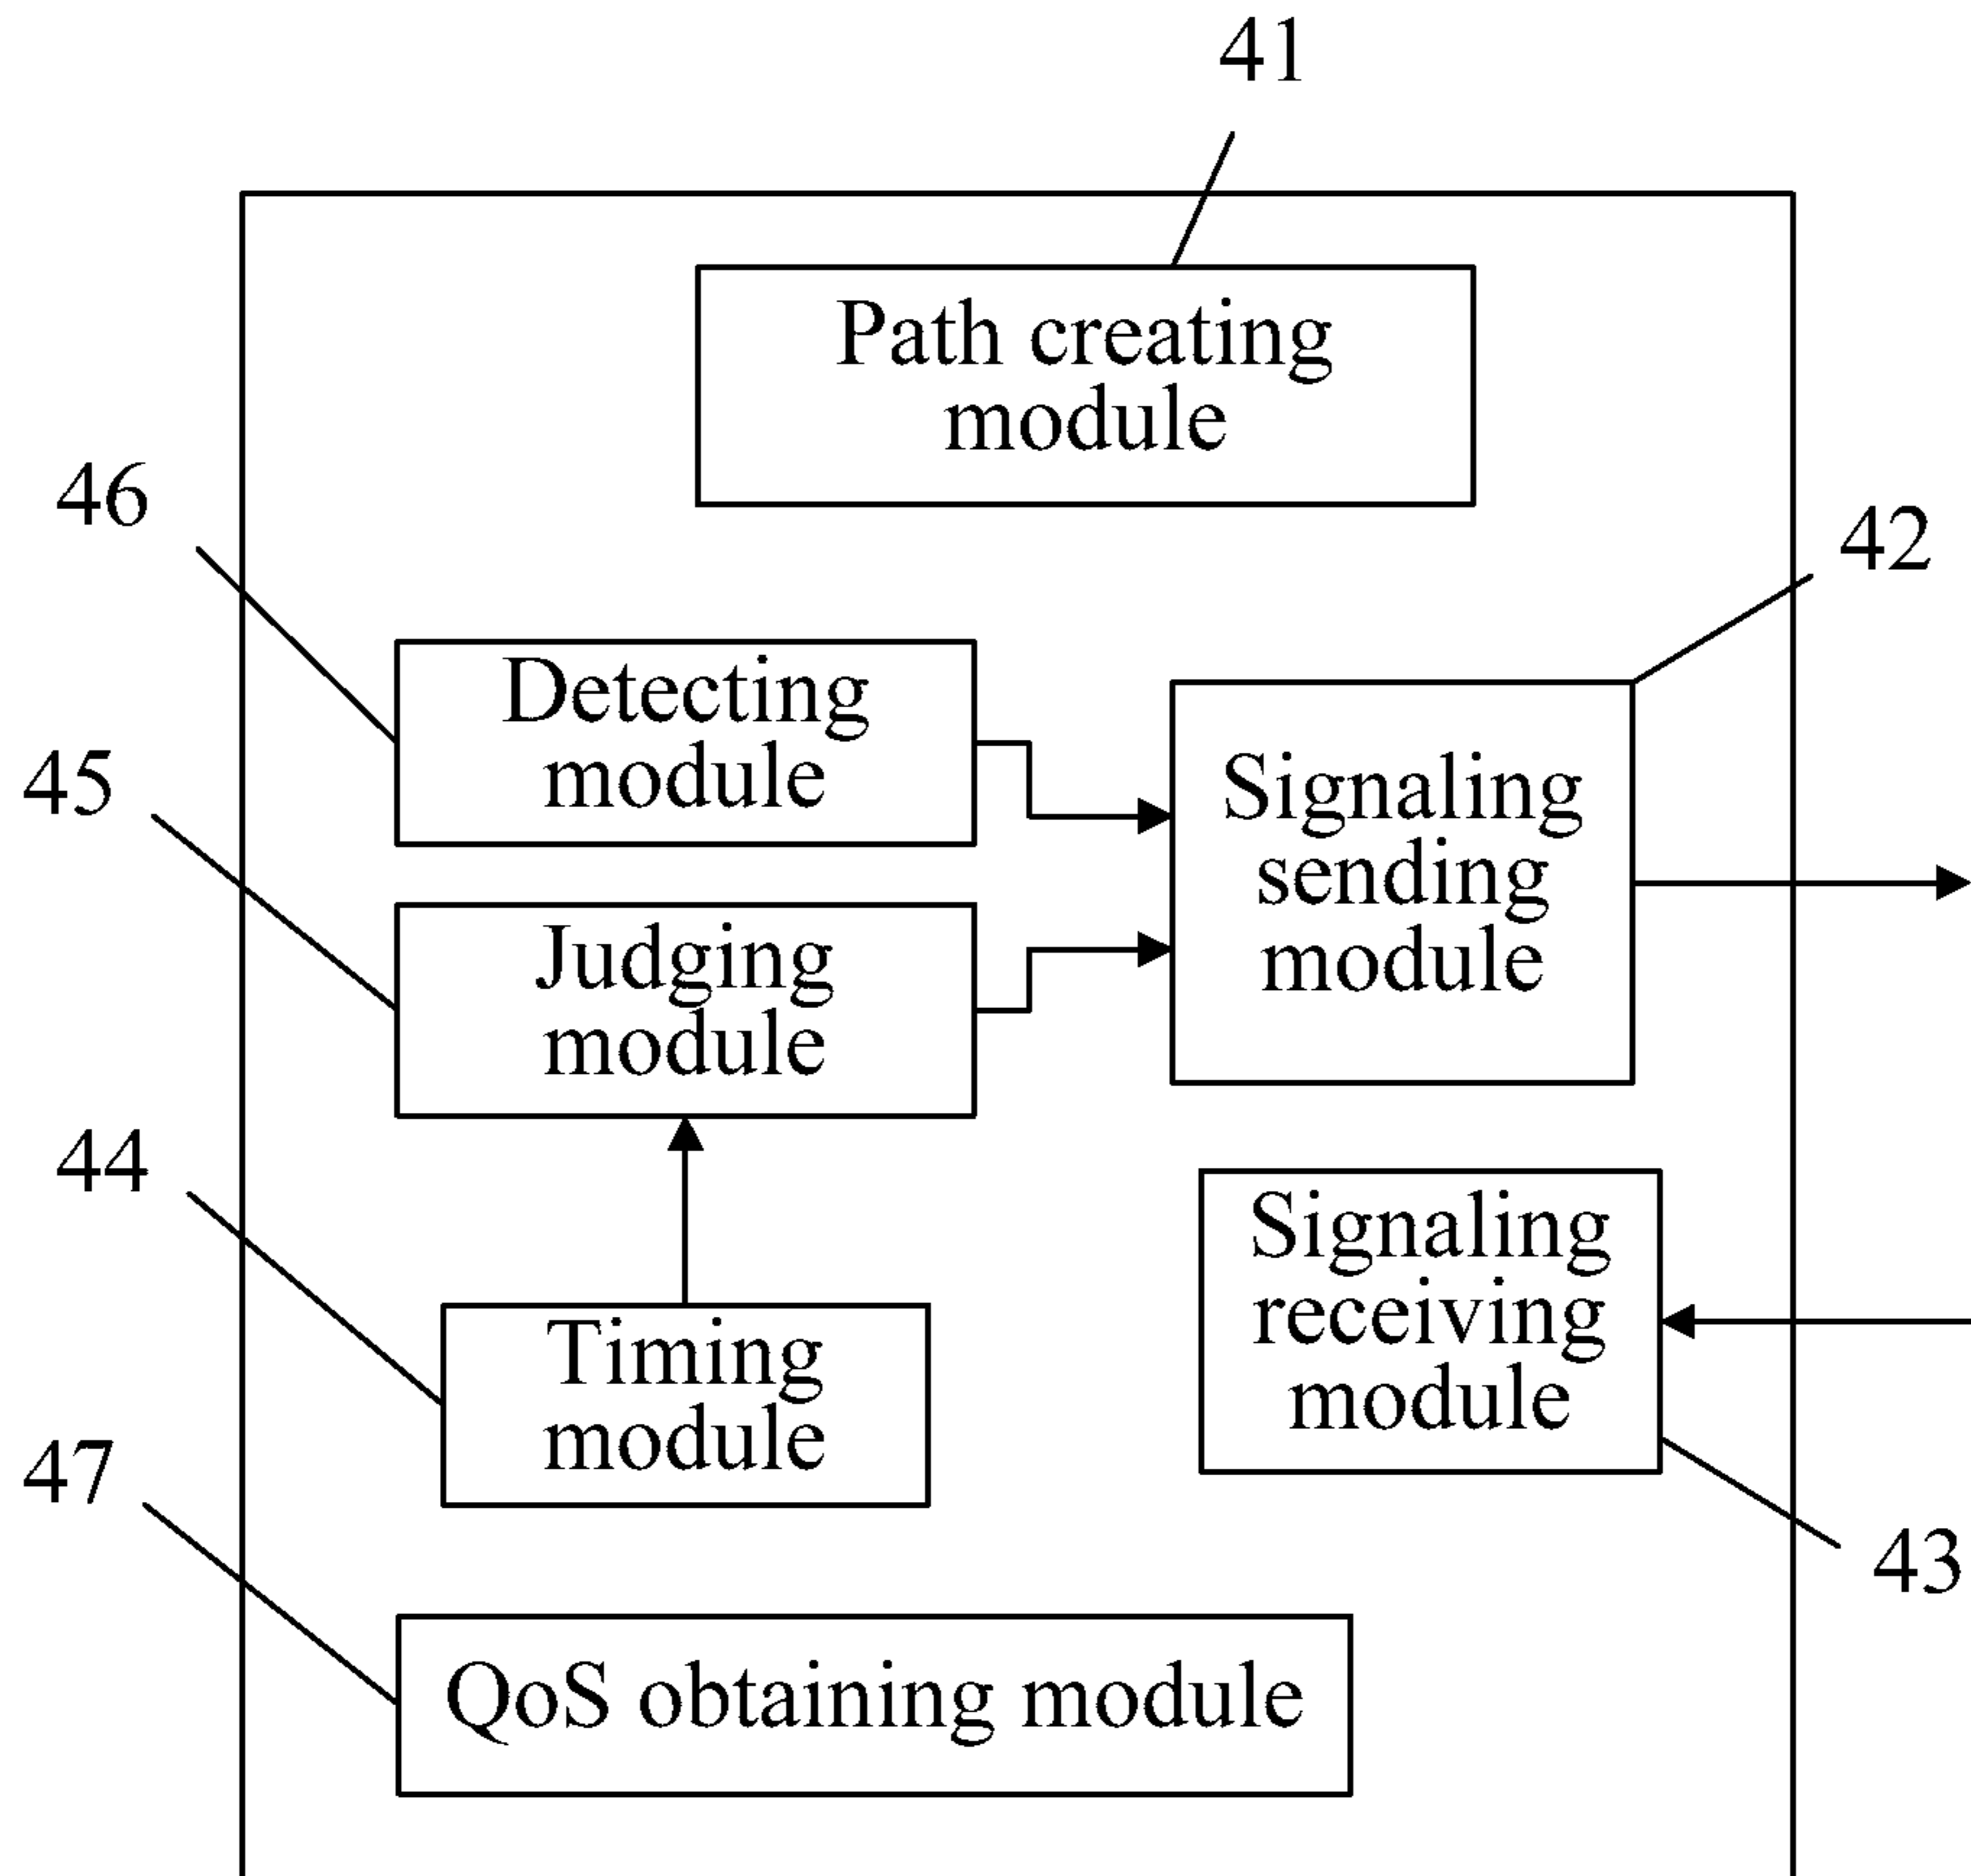 41
Path creating
module
46
42
Detecting
module
45
Signaling
sending
module
Judging
module
44
Signaling
receiving
module
Timing
module
47
43
QoS obtaining module